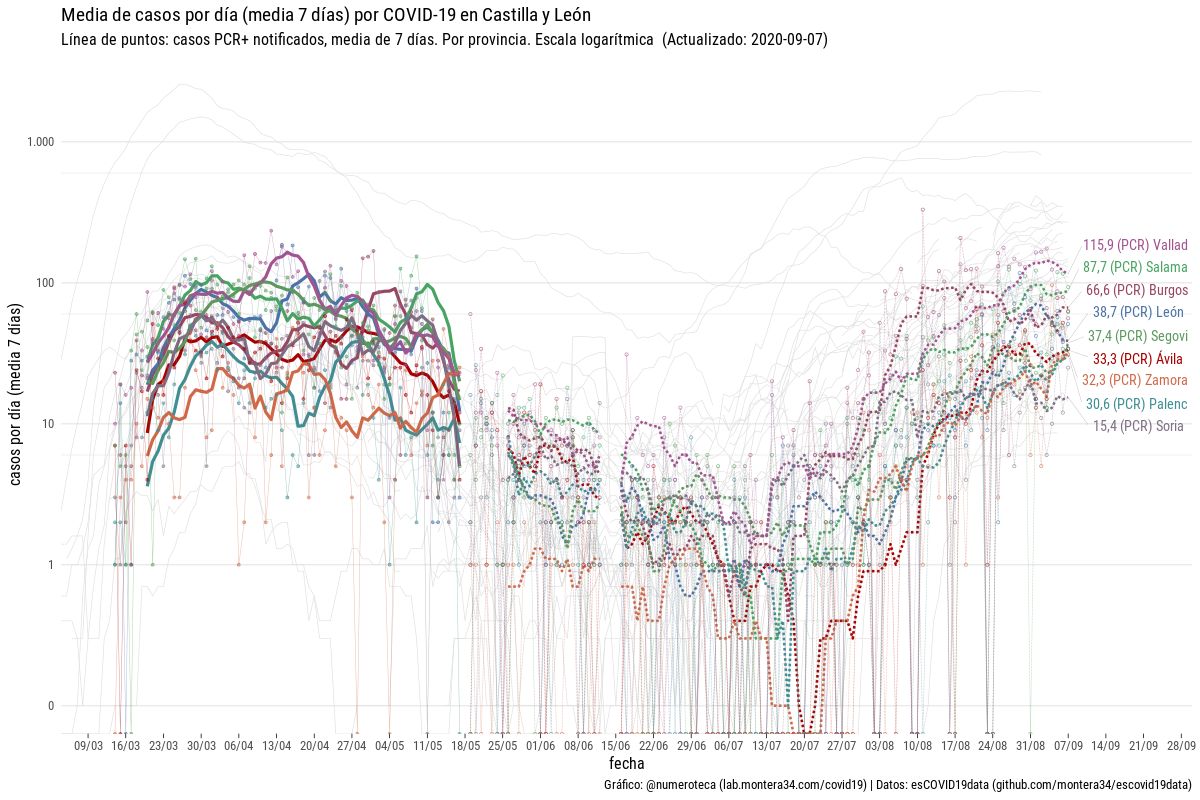 Media de casos por día (media 7 días) por COVID-19 en Castilla y León
Línea de puntos: casos PCR+ notificados, media de 7 días. Por provincia. Escala logarítmica (Actualizado: 2020-09-07)
casos por día (media 7 días)
1.000
100
10
1
0
115,9 (PCR) Vallad
87,7 (PCR) Salama
66,6 (PCR) Burgos
38,7 (PCR) León
37,4 (PCR) Segovi
33,3 (PCR) Ávila
32,3 (PCR) Zamora
30,6 (PCR) Palenc
15,4 (PCR) Soria
09/03 16/03 23/03 30/03 06/04 13/04 20/04 27/04 04/05 11/05 18/05 25/05 01/06 08/06 15/06 22/06 29/06 06/07 13/07 20/07 27/07 03/08 10/08 17/08 24/08 31/08 07/09 14/09 21/09 28/09
fecha
Gráfico: @numeroteca (lab.montera34.com/covid19) | Datos: esCOVID19data (github.com/montera34/escovid19data)